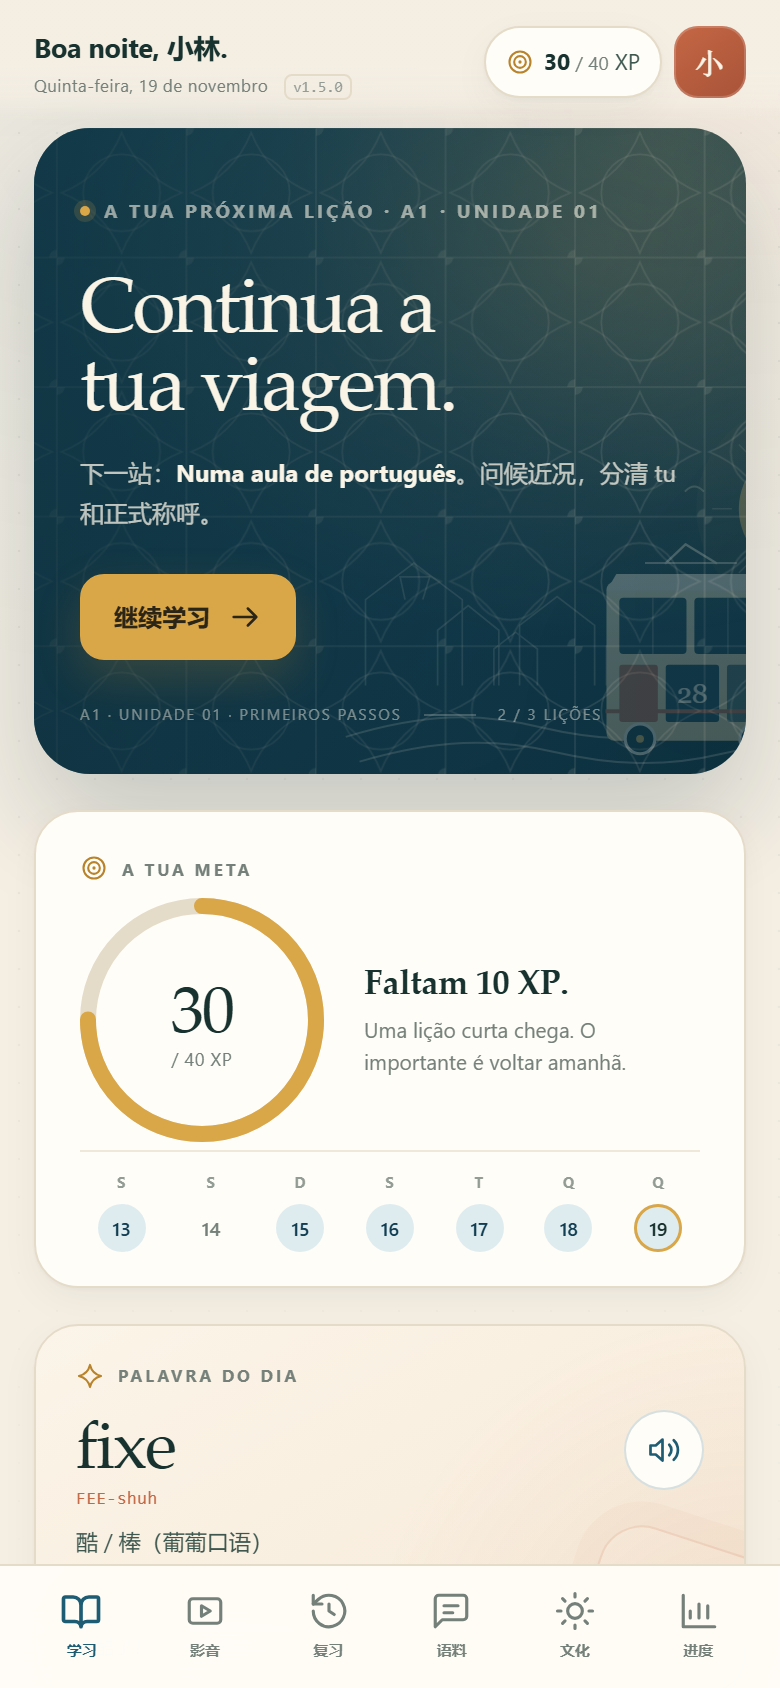 Boa noite, 小林.
30 / 40 XP
小
Quinta-feira, 19 de novembro v1.5.0
A TUA PRÓXIMA LIÇÃO · A1 · UNIDADE 01
Continua a
tua viagem.
下一站：Numa aula de português。问候近况，分清 tu
和正式称呼。
继续学习 →
28
A1 · UNIDADE 01 · PRIMEIROS PASSOS
2 / 3 LIÇÕES
A TUA META
30
/ 40 XP
Faltam 10 XP.
Uma lição curta chega. O
importante é voltar amanhã.
S S D S T Q Q
13 14 15 16 17 18 19
PALAVRA DO DIA
fixe
FEE-shuh
酷 / 棒（葡葡口语）
学习 影音 复习 语料 文化 进度